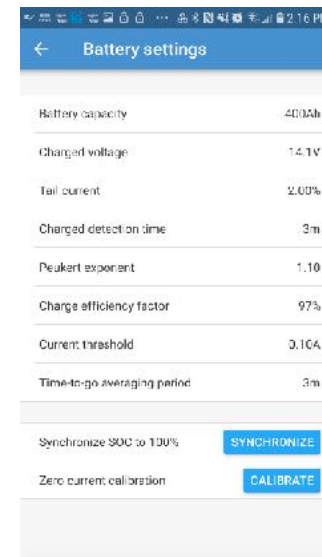 2:16 PM
Battery settings
Battery capacity 400Ah
Charged voltage 14.1V
Tail current 2.00%
Charged detection time 3m
Peukert exponent 1.10
Charge efficiency factor 97%
Current threshold 0.10A
Time-to-go averaging period 3m
Synchronize SOC to 100% SYNCHRONIZE
Zero current calibration CALIBRATE